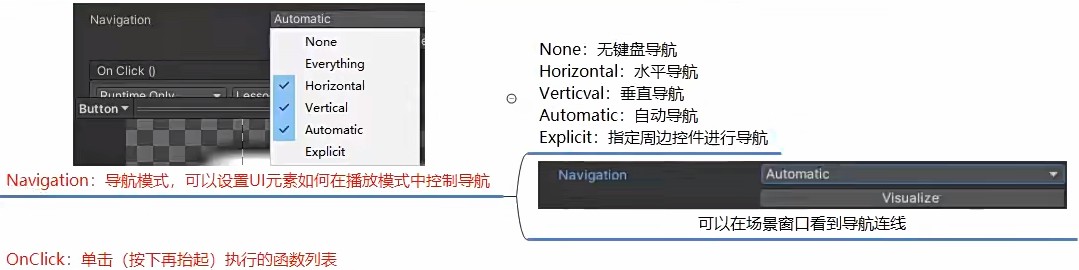 Navigation
Automatic
None
Everything
Horizontal
Vertical
Automatic
Explicit
On Click ()
Runtime Only
Lesso
Button
Navigation：导航模式，可以设置UI元素如何在播放模式中控制导航
None：无键盘导航
Horizontal：水平导航
Verticval：垂直导航
Automatic：自动导航
Explicit：指定周边控件进行导航
Navigation
Automatic
Visualize
可以在场景窗口看到导航连线
OnClick：单击（按下再抬起）执行的函数列表